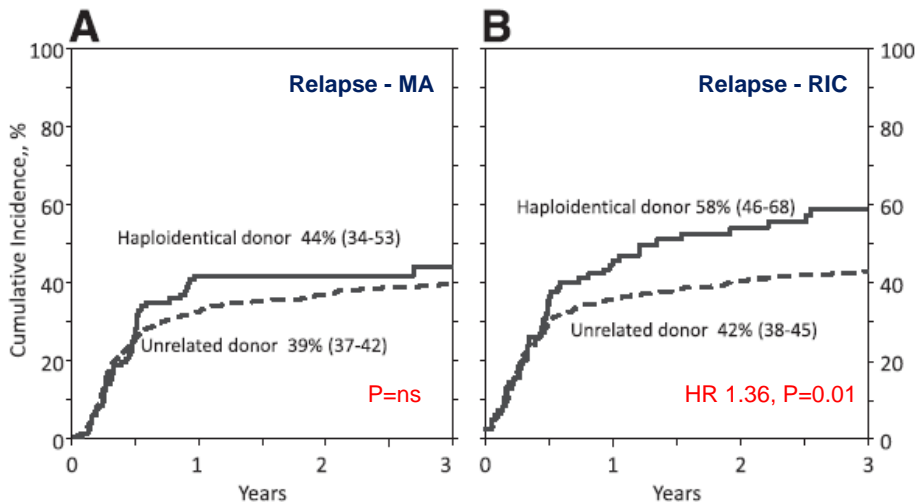 A
B
100
80
60
40
20
0
Cumulative Incidence,, %
Relapse - MA
Haploidentical donor 44% (34-53)
Unrelated donor 39% (37-42)
P=ns
0 1 2 3
Years
Relapse - RIC
Haploidentical donor 58% (46-68)
Unrelated donor 42% (38-45)
HR 1.36, P=0.01
100
80
60
40
20
0
0 1 2 3
Years